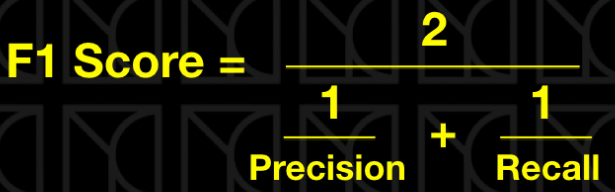 F1 Score =
2
1
Precision
+
1
Recall